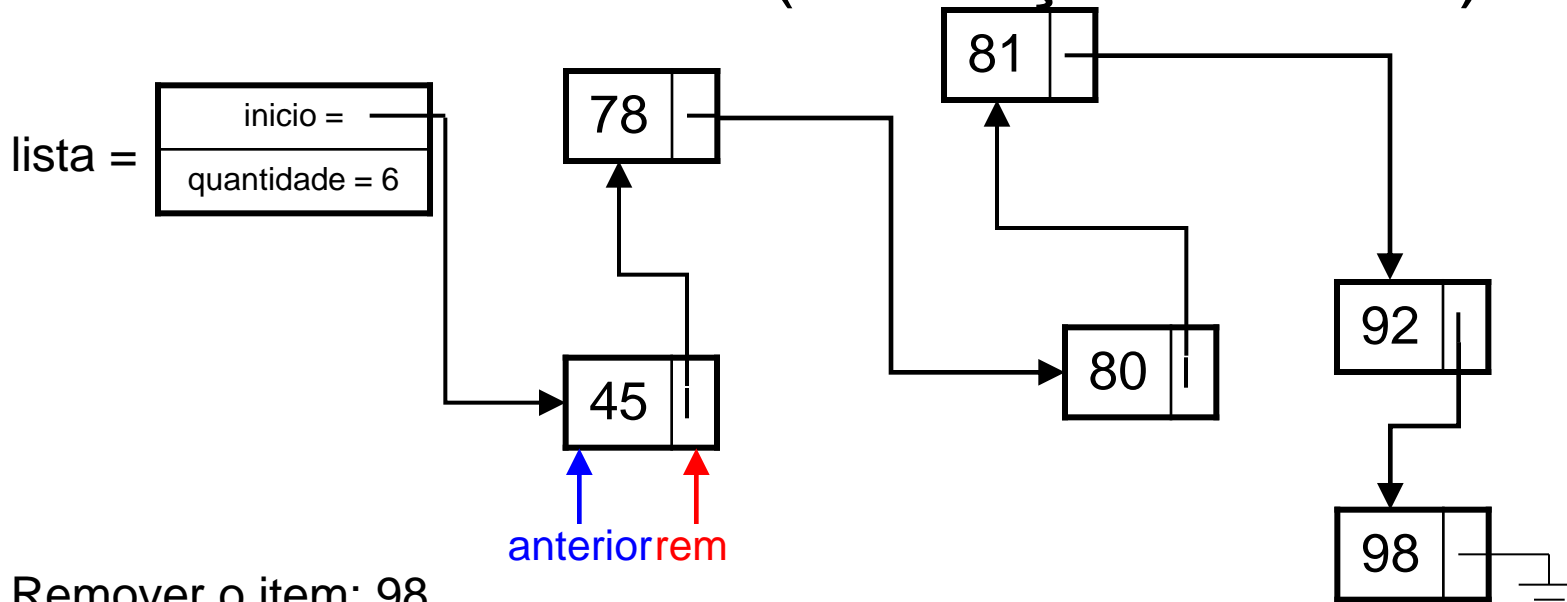 81
78
inicio =
lista =
quantidade = 6
92
80
45
anterior rem
98
Remover o item: 98